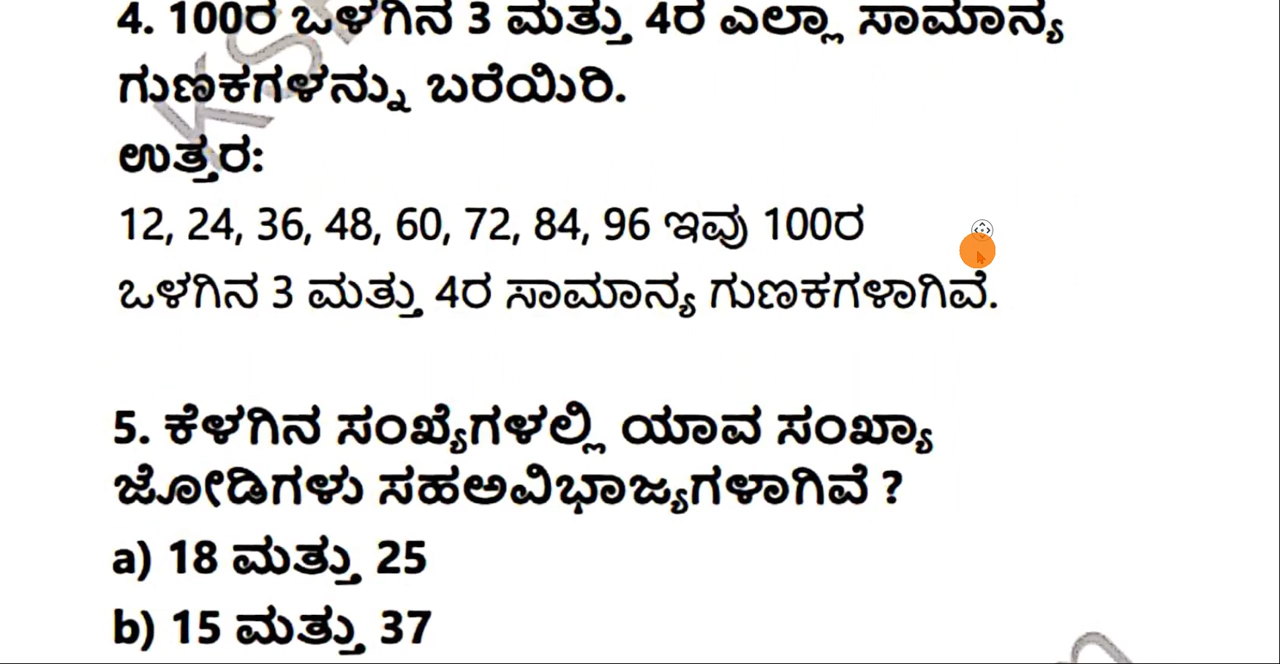 4. 100ರ ಒಳಗಿನ 3 ಮತ್ತು 4ರ ಎಲ್ಲಾ ಸಾಮಾನ್ಯ
ಗುಣಕಗಳನ್ನು ಬರೆಯಿರಿ.
ಉತ್ತರ:
12, 24, 36, 48, 60, 72, 84, 96 ಇವು 100ರ
ಒಳಗಿನ 3 ಮತ್ತು 4ರ ಸಾಮಾನ್ಯ ಗುಣಕಗಳಾಗಿವೆ.
5. ಕೆಳಗಿನ ಸಂಖ್ಯೆಗಳಲ್ಲಿ ಯಾವ ಸಂಖ್ಯಾ
ಜೋಡಿಗಳು ಸಹಅವಿಭಾಜ್ಯಗಳಾಗಿವೆ ?
a) 18 ಮತ್ತು 25
b) 15 ಮತ್ತು 37